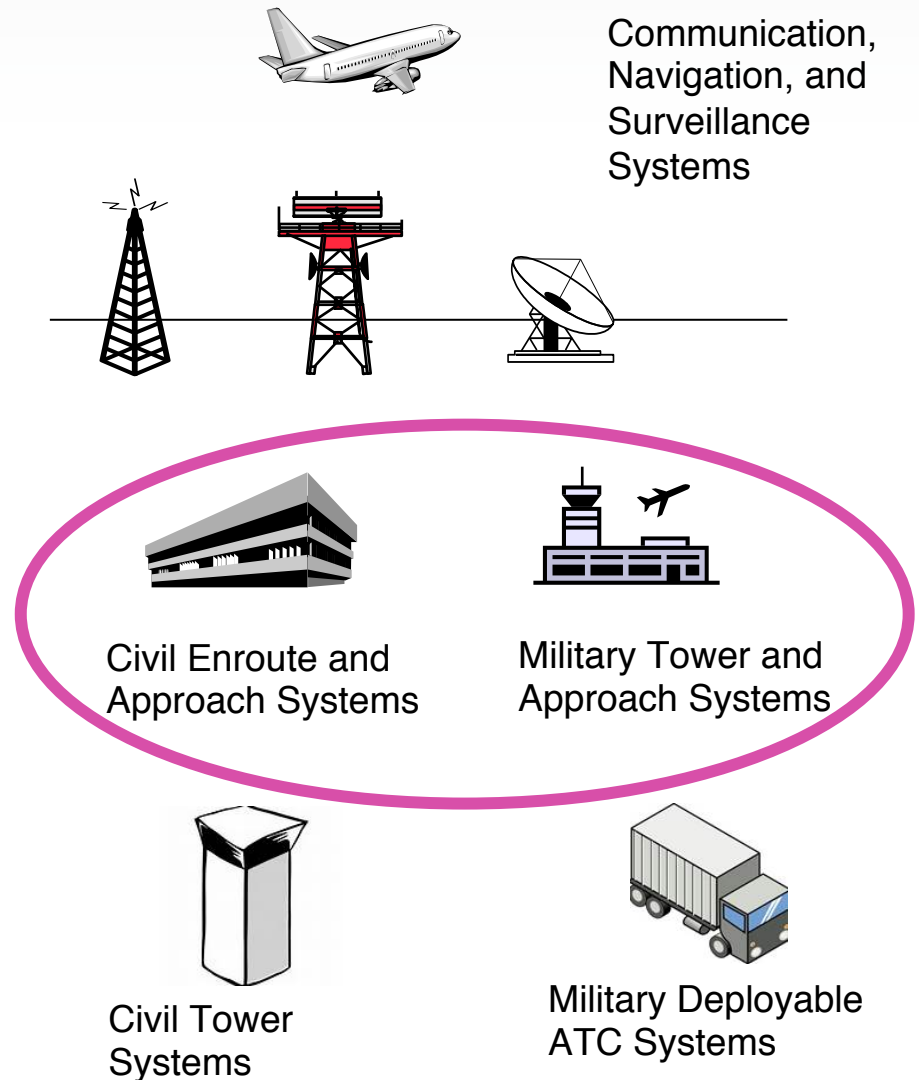 Communication,
Navigation, and
Surveillance
Systems
Civil Enroute and
Approach Systems
Military Tower and
Approach Systems
Civil Tower
Systems
Military Deployable
ATC Systems